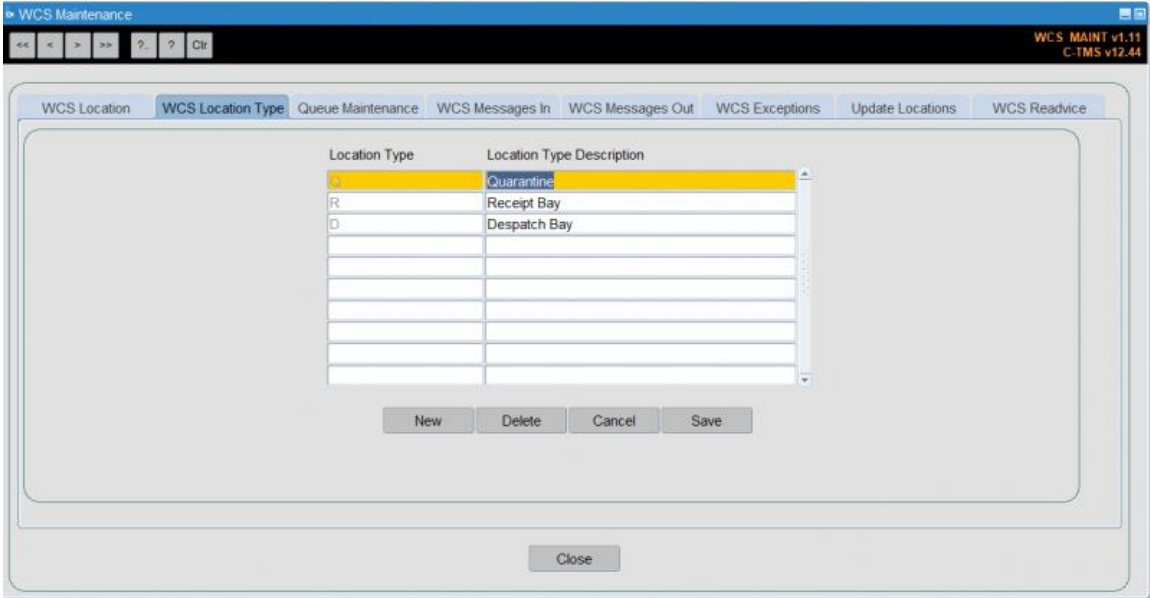 WCS Maintenance
<< < > >> ?.. ? Clr
WCS MAINT v1.11
C-TMS v12.44
WCS Location WCS Location Type Queue Maintenance WCS Messages In WCS Messages Out WCS Exceptions Update Locations WCS Readvice
Location Type Location Type Description
Q Quarantine
R Receipt Bay
D Despatch Bay
New Delete Cancel Save
Close